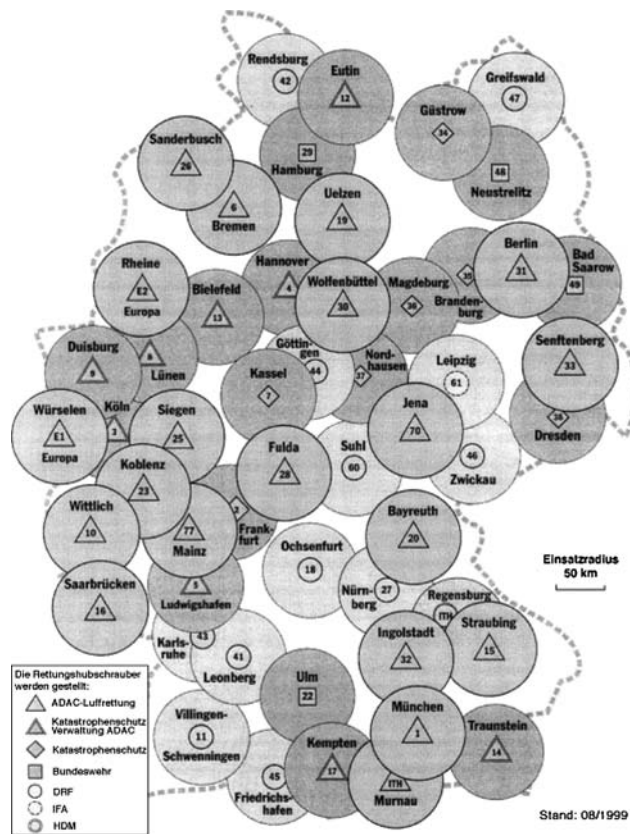 Rendsburg
42
Eutin
12
Greifswald
47
Güstrow
34
Sanderbusch
26
29
Hamburg
48
Neustrelitz
6
Bremen
Uelzen
19
Rheine
E2
Europa
Bielefeld
13
Hannover
4
Wolfenbüttel
30
Magdeburg
36
35
Branden-
burg
Berlin
31
Bad
Saarow
49
Duisburg
9
8
Lünen
Göttin-
gen
44
Nord-
hausen
37
Leipzig
61
Senftenberg
33
Kassel
7
Würselen
E1
Europa
Köln
3
Siegen
25
Jena
70
38
Dresden
Koblenz
23
Fulda
28
Suhl
60
46
Zwickau
Wittlich
10
77
Mainz
2
Frank-
furt
Bayreuth
20
Ochsenfurt
18
Einsatzradius
50 km
Saarbrücken
16
5
Ludwigshafen
Nürn-
berg
27
Regensburg
ITH
Straubing
15
43
Karls-
ruhe
41
Leonberg
Ingolstadt
32
Ulm
22
Villingen-
11
Schwenningen
München
1
Traunstein
14
Kempten
17
ITH
Murnau
45
Friedrichs-
hafen
Die Rettungshubschrauber
werden gestellt:
ADAC-Luffrettung
Katastrophenschutz
Verwaltung ADAC
Katastrophenschutz
Bundeswehr
DRF
IFA
HDM
Stand: 08/1999